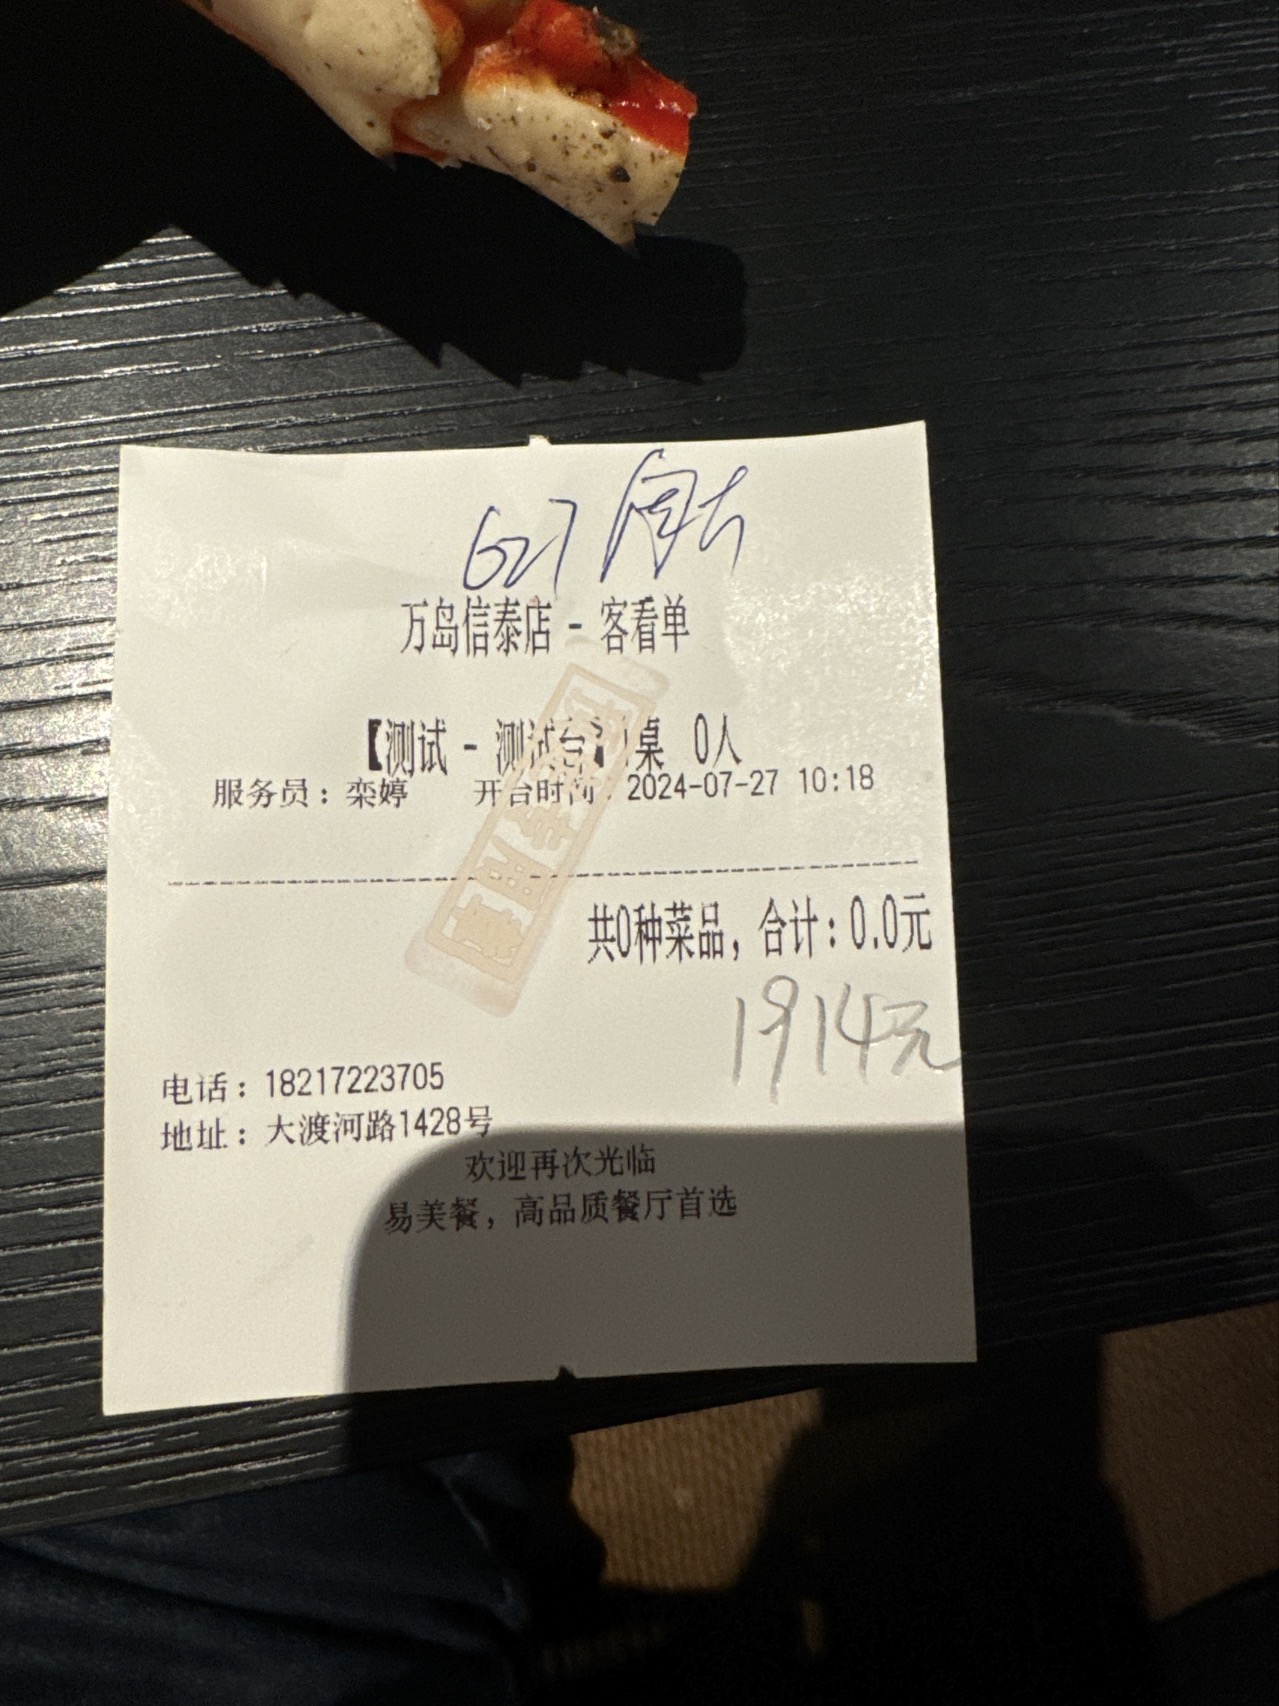 627
万岛信泰店 - 客看单
【测试 - 测试台】桌 0人
服务员：栾婷 开台时间：2024-07-27 10:18
共0种菜品，合计：0.0元
1914元
电话：18217223705
地址：大渡河路1428号
欢迎再次光临
易美餐，高品质餐厅首选